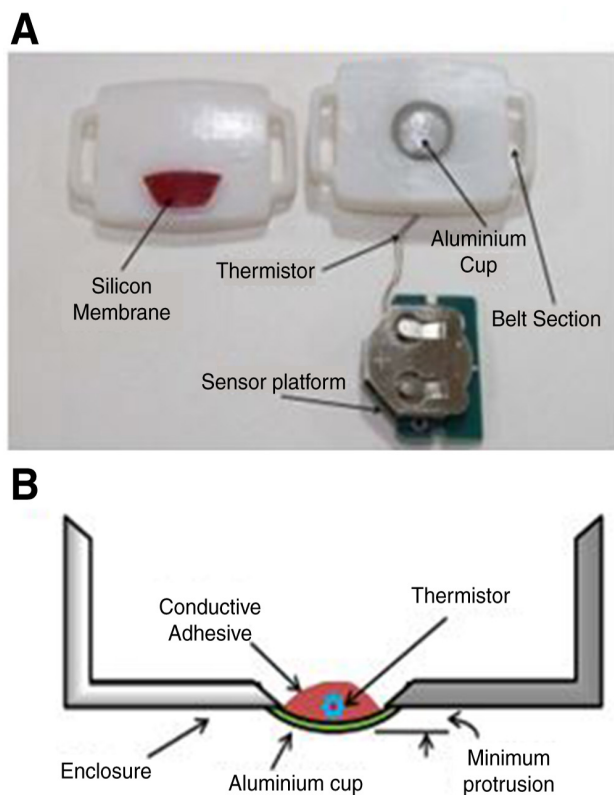 A
Silicon
Membrane
Thermistor
Aluminium
Cup
Belt Section
Sensor platform
B
Conductive
Adhesive
Thermistor
Enclosure
Aluminium cup
Minimum
protrusion